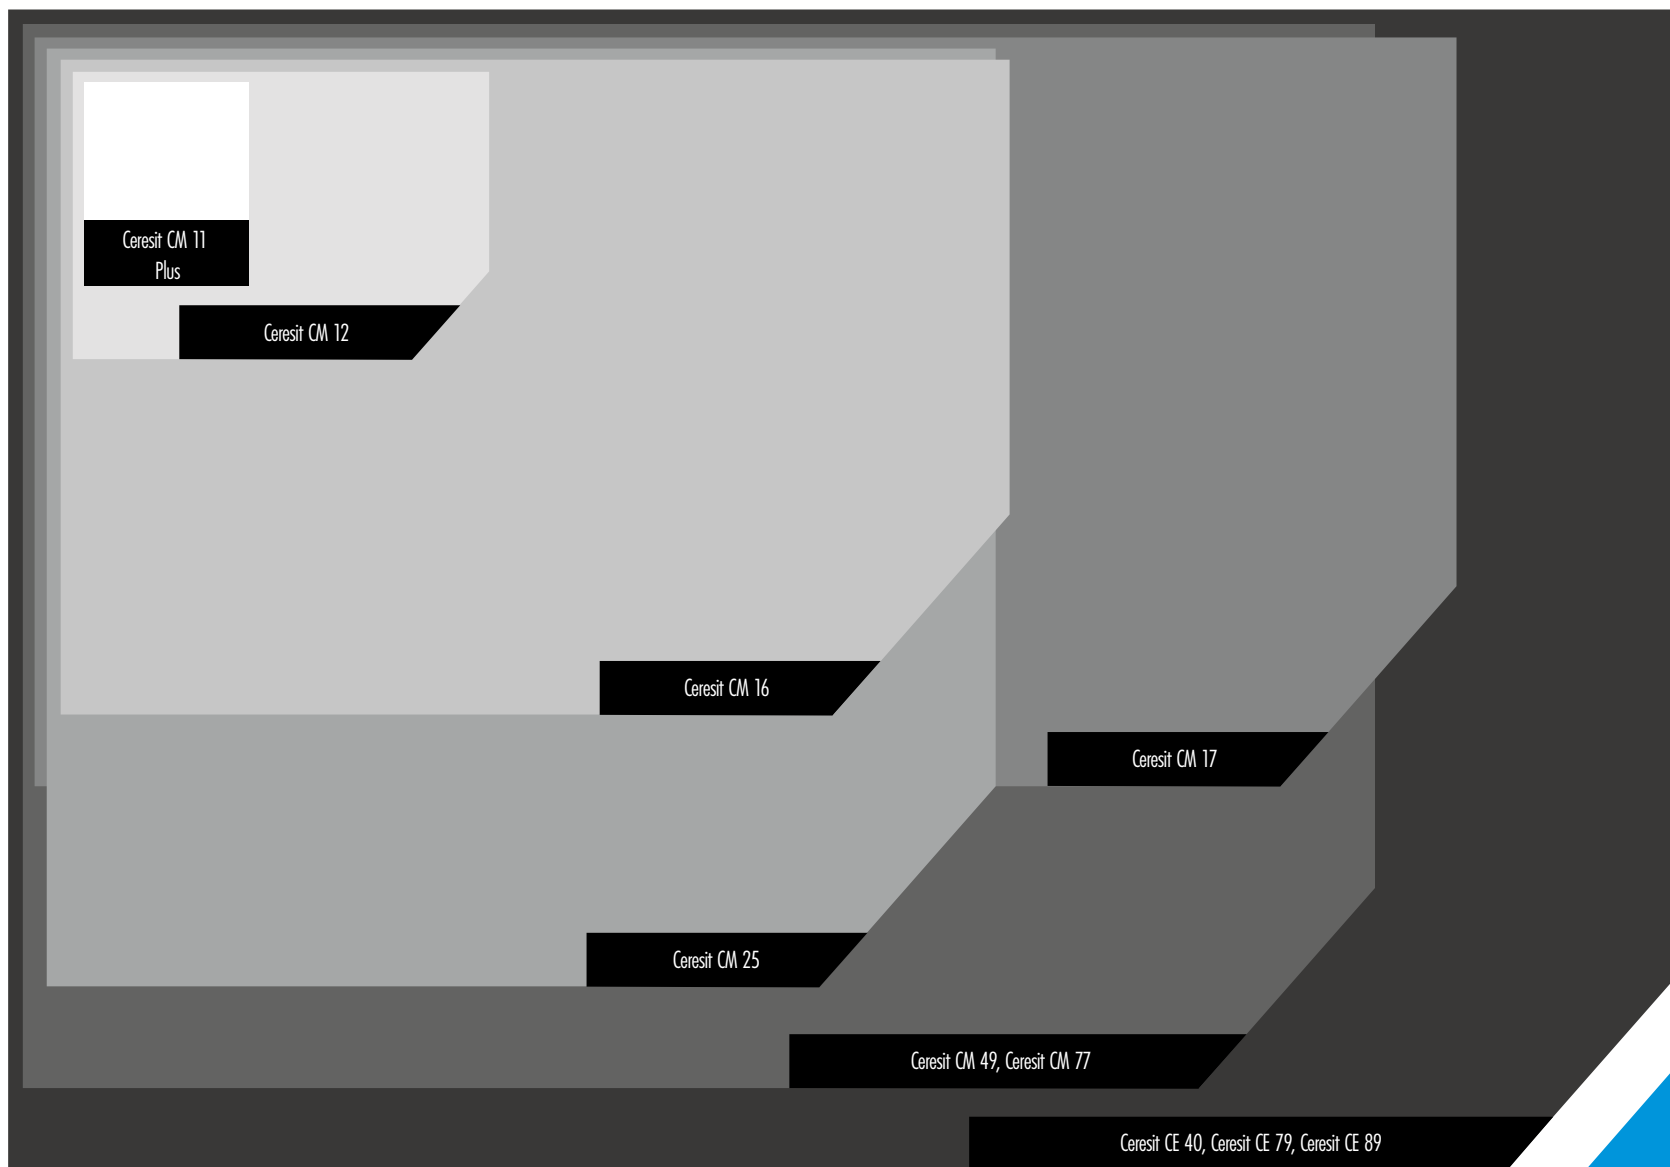 Ceresit CM 11
Plus
Ceresit CM 12
Ceresit CM 16
Ceresit CM 17
Ceresit CM 25
Ceresit CM 49, Ceresit CM 77
Ceresit CE 40, Ceresit CE 79, Ceresit CE 89